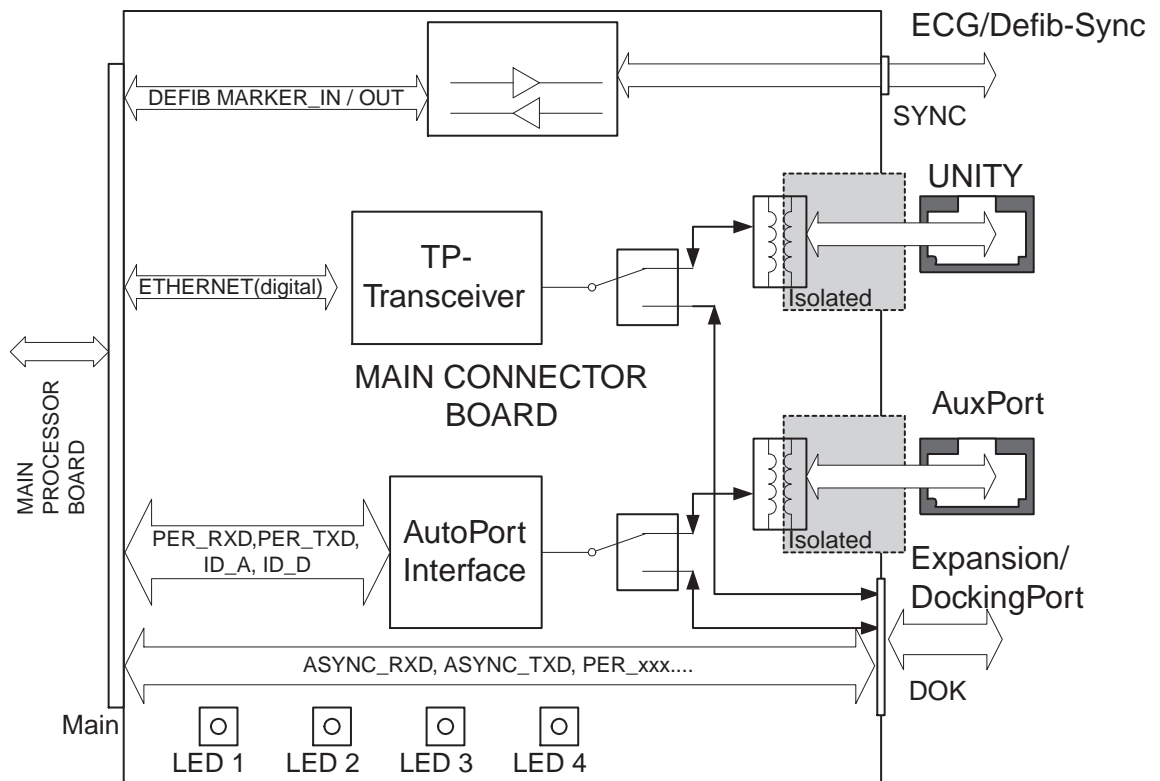 ECG/Defib-Sync
DEFIB MARKER_IN / OUT
SYNC
UNITY
TP-
Transceiver
ETHERNET(digital)
Isolated
MAIN CONNECTOR
BOARD
MAIN
PROCESSOR
BOARD
AuxPort
PER_RXD,PER_TXD,
ID_A, ID_D
AutoPort
Interface
Isolated
Expansion/
DockingPort
ASYNC_RXD, ASYNC_TXD, PER_xxx....
DOK
Main
LED 1
LED 2
LED 3
LED 4